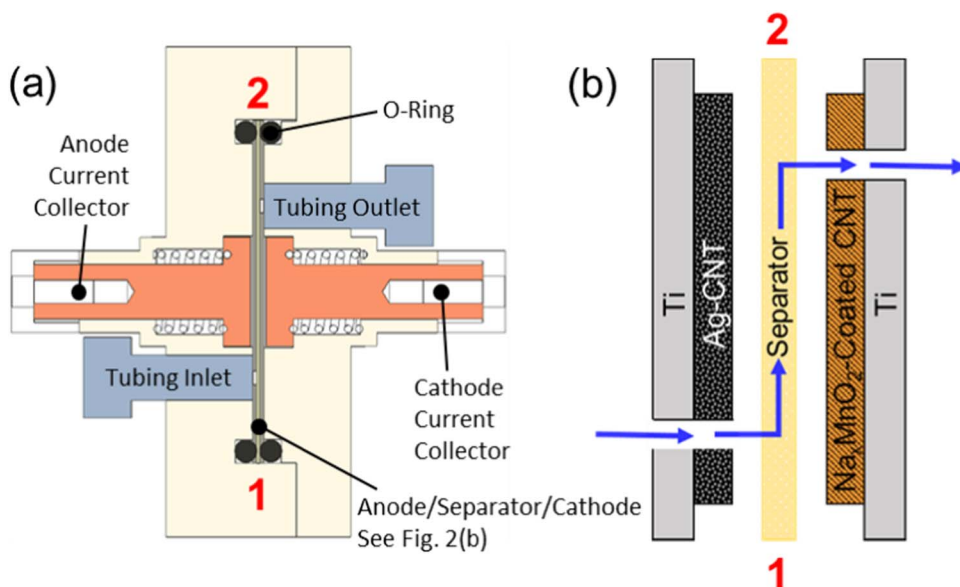 (a)
2
O-Ring
Anode
Current
Collector
Tubing Outlet
Tubing Inlet
Cathode
Current
Collector
1
Anode/Separator/Cathode
See Fig. 2(b)
(b)
2
Ti
Ag-CNT
Separator
NaₓMnO₂-Coated CNT
Ti
1